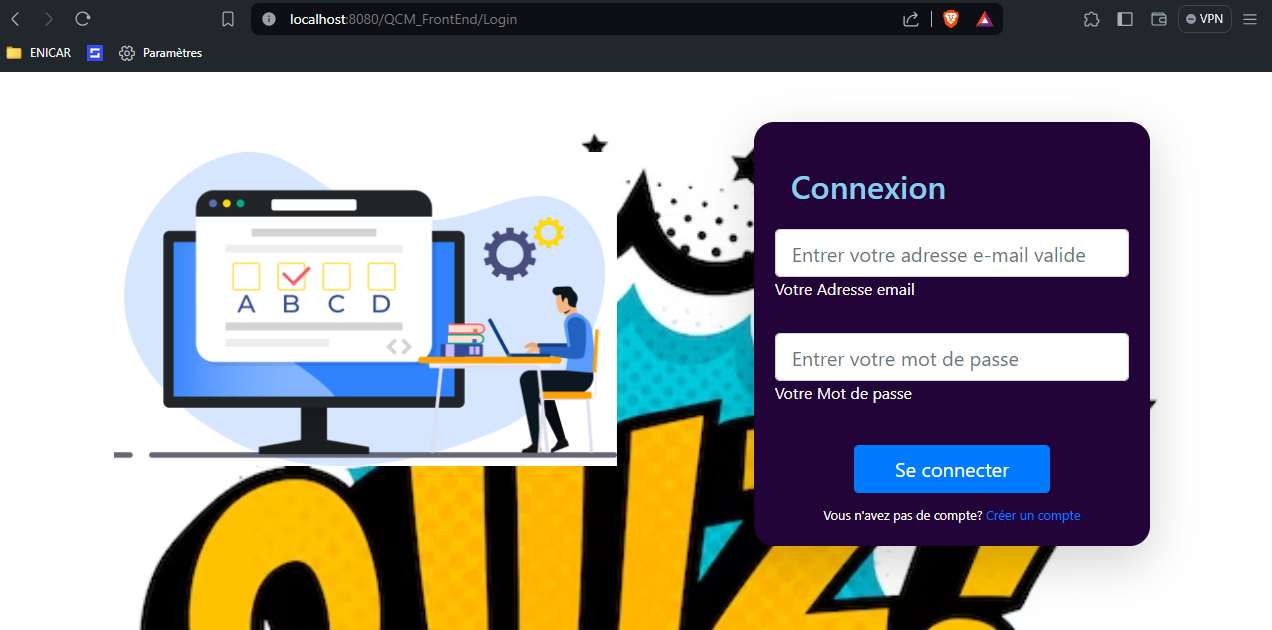 localhost:8080/QCM_FrontEnd/Login
VPN
ENICAR
Paramètres
A B C D
Connexion
Entrer votre adresse e-mail valide
Votre Adresse email
Entrer votre mot de passe
Votre Mot de passe
Se connecter
Vous n'avez pas de compte? Créer un compte